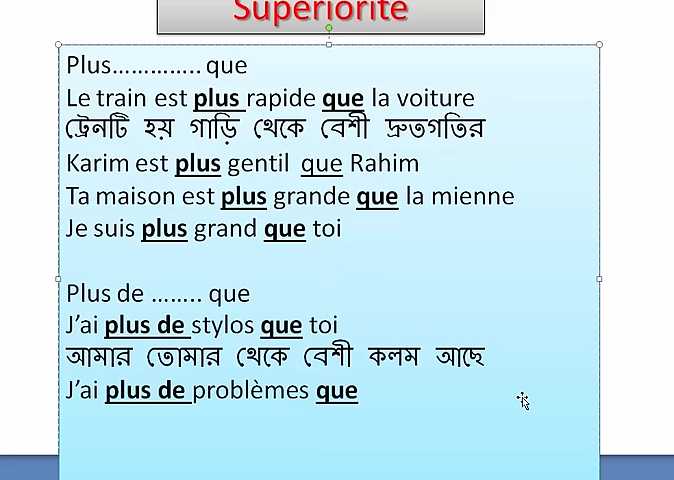 Superiorité
Plus………….. que
Le train est plus rapide que la voiture
ট্রেনটি হয় গাড়ি থেকে বেশী দ্রুতগতির
Karim est plus gentil que Rahim
Ta maison est plus grande que la mienne
Je suis plus grand que toi
Plus de …….. que
J’ai plus de stylos que toi
আমার তোমার থেকে বেশী কলম আছে
J’ai plus de problèmes que